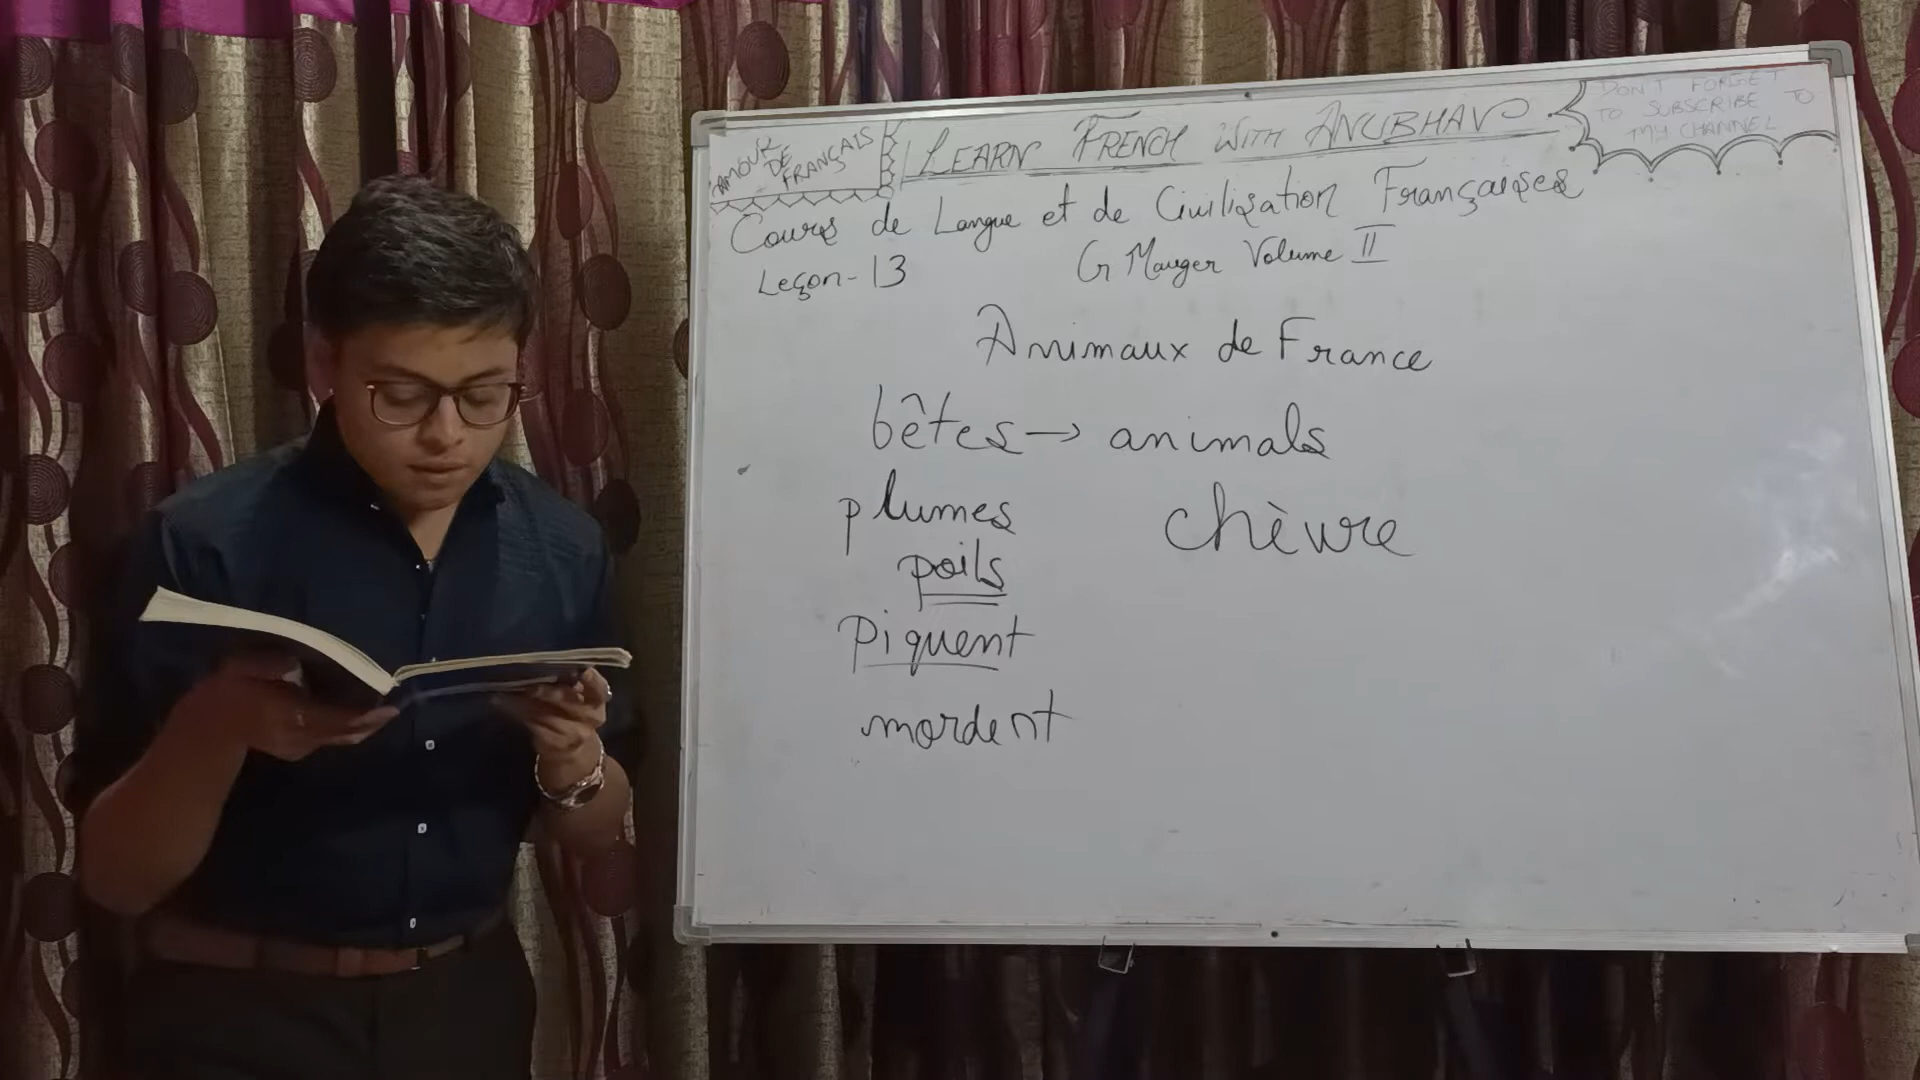 AMOUR
DE
FRANÇAIS
LEARN FRENCH WITH ANUBHAV
DON'T FORGET
TO SUBSCRIBE TO
MY CHANNEL
Cours de Langue et de Civilisation Françaises
Leçon-13
G Mauger Volume II
Animaux de France
bêtes → animals
plumes
chèvre
poils
Piquent
mordent